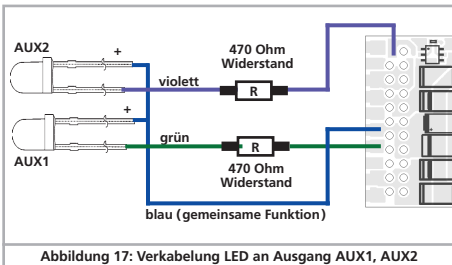 AUX2
+
470 Ohm
Widerstand
violett
R
+
grün
R
AUX1
470 Ohm
Widerstand
blau (gemeinsame Funktion)
Abbildung 17: Verkabelung LED an Ausgang AUX1, AUX2